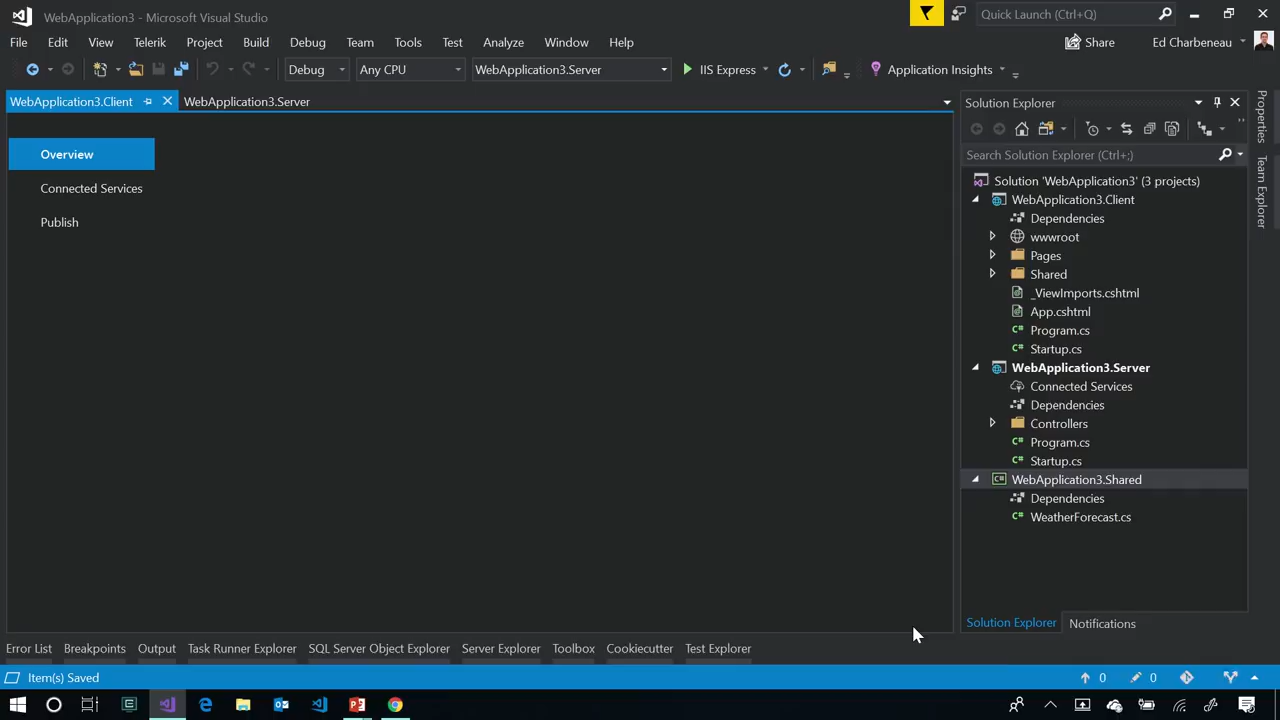 WebApplication3 - Microsoft Visual Studio
Quick Launch (Ctrl+Q)
File Edit View Telerik Project Build Debug Team Tools Test Analyze Window Help
Share
Ed Charbeneau
Debug
Any CPU
WebApplication3.Server
IIS Express
Application Insights
WebApplication3.Client
WebApplication3.Server
Overview
Connected Services
Publish
Solution Explorer
Search Solution Explorer (Ctrl+;)
Solution 'WebApplication3' (3 projects)
WebApplication3.Client
Dependencies
wwwroot
Pages
Shared
_ViewImports.cshtml
App.cshtml
C# Program.cs
C# Startup.cs
WebApplication3.Server
Connected Services
Dependencies
Controllers
C# Program.cs
C# Startup.cs
C# WebApplication3.Shared
Dependencies
C# WeatherForecast.cs
Solution Explorer
Notifications
Properties
Team Explorer
Error List Breakpoints Output Task Runner Explorer SQL Server Object Explorer Server Explorer Toolbox Cookiecutter Test Explorer
Item(s) Saved
0
0